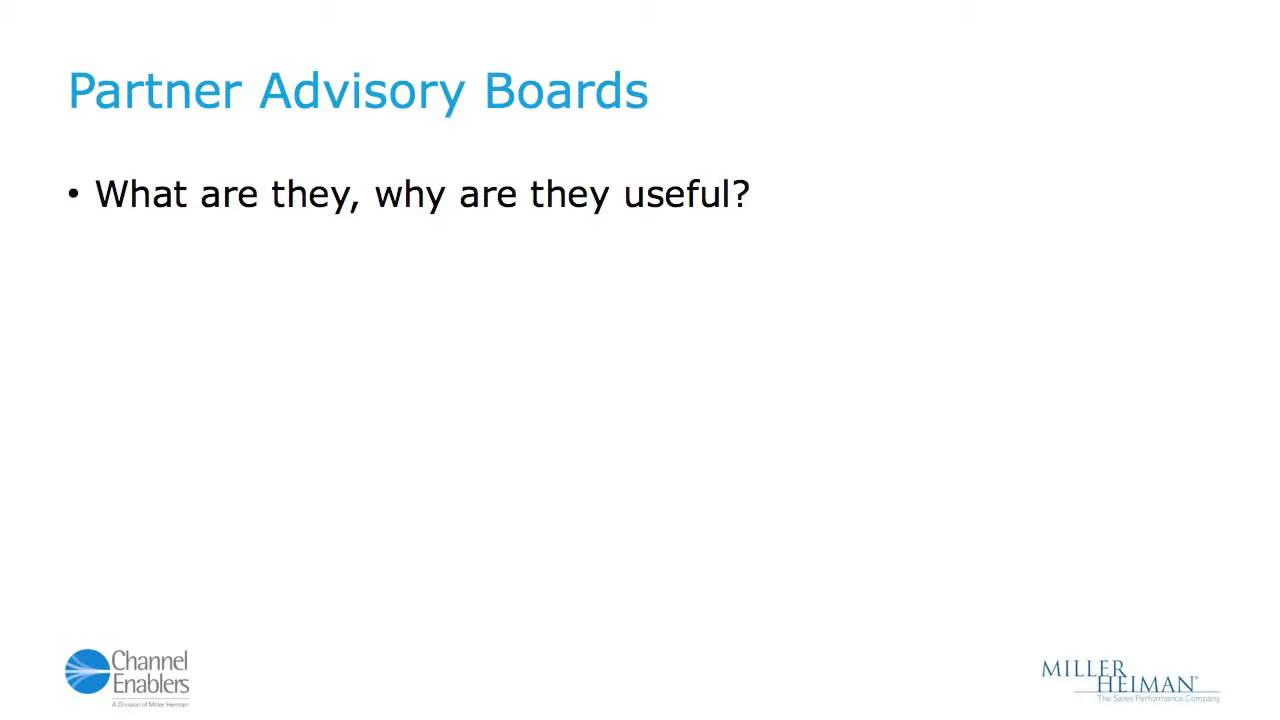 Partner Advisory Boards
• What are they, why are they useful?
Channel
Enablers
A Division of Miller Heiman
MILLER
HEIMAN®
The Sales Performance Company